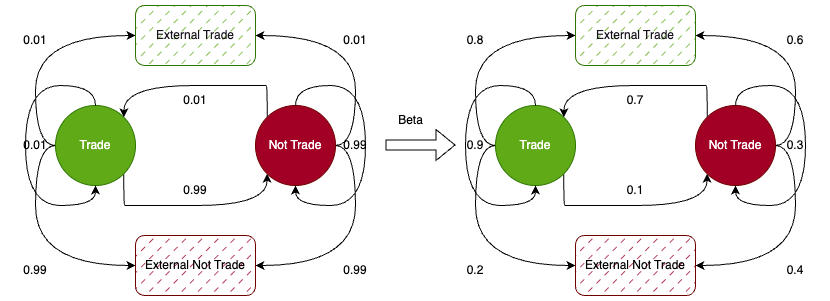 External Trade
0.01
0.01
0.01
0.01
Trade
Not Trade
0.99
0.99
External Not Trade
0.99
0.99
Beta
External Trade
0.8
0.6
0.7
0.9
Trade
Not Trade
0.3
0.1
External Not Trade
0.2
0.4